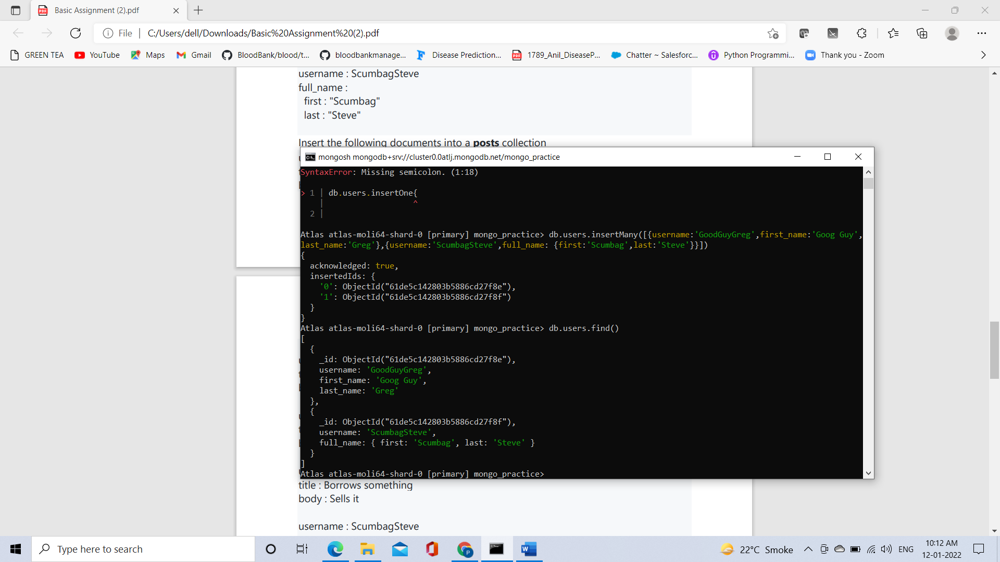 Basic Assignment (2).pdf
File
C:/Users/dell/Downloads/Basic%20Assignment%20(2).pdf
GREEN TEA
YouTube
Maps
Gmail
BloodBank/blood/t...
bloodbankmanage...
Disease Prediction...
1789_Anil_DiseaseP...
Chatter ~ Salesforc...
Python Programmi...
Thank you - Zoom
username : ScumbagSteve
full_name :
first : "Scumbag"
last : "Steve"
Insert the following documents into a posts collection
mongosh mongodb+srv://cluster0.0atlj.mongodb.net/mongo_practice
SyntaxError: Missing semicolon. (1:18)
> 1 | db.users.insertOne{
| ^
2 |
Atlas atlas-moli64-shard-0 [primary] mongo_practice> db.users.insertMany([{username:'GoodGuyGreg',first_name:'Goog Guy',
last_name:'Greg'},{username:'ScumbagSteve',full_name: {first:'Scumbag',last:'Steve'}}])
{
acknowledged: true,
insertedIds: {
'0': ObjectId("61de5c142803b5886cd27f8e"),
'1': ObjectId("61de5c142803b5886cd27f8f")
}
}
Atlas atlas-moli64-shard-0 [primary] mongo_practice> db.users.find()
[
{
_id: ObjectId("61de5c142803b5886cd27f8e"),
username: 'GoodGuyGreg',
first_name: 'Goog Guy',
last_name: 'Greg'
},
{
_id: ObjectId("61de5c142803b5886cd27f8f"),
username: 'ScumbagSteve',
full_name: { first: 'Scumbag', last: 'Steve' }
}
]
Atlas atlas-moli64-shard-0 [primary] mongo_practice>
title : Borrows something
body : Sells it
username : ScumbagSteve
Type here to search
22°C Smoke
ENG
10:12 AM
12-01-2022